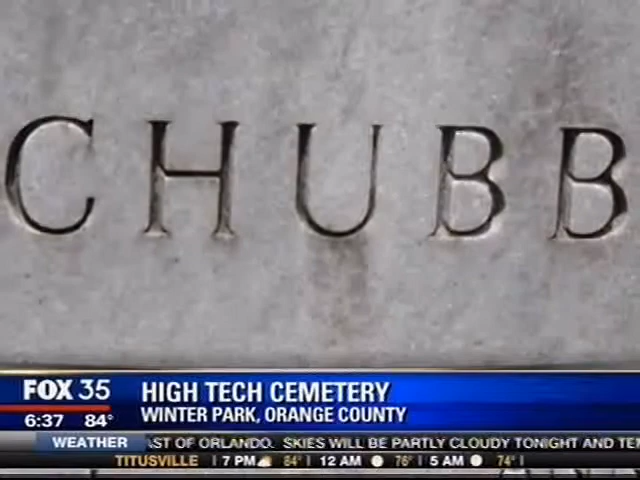 CHUBB
FOX 35
HIGH TECH CEMETERY
6:37 84°
WINTER PARK, ORANGE COUNTY
WEATHER
AST OF ORLANDO. SKIES WILL BE PARTLY CLOUDY TONIGHT AND TE
TITUSVILLE 7 PM 84° 12 AM 76° 5 AM 74°